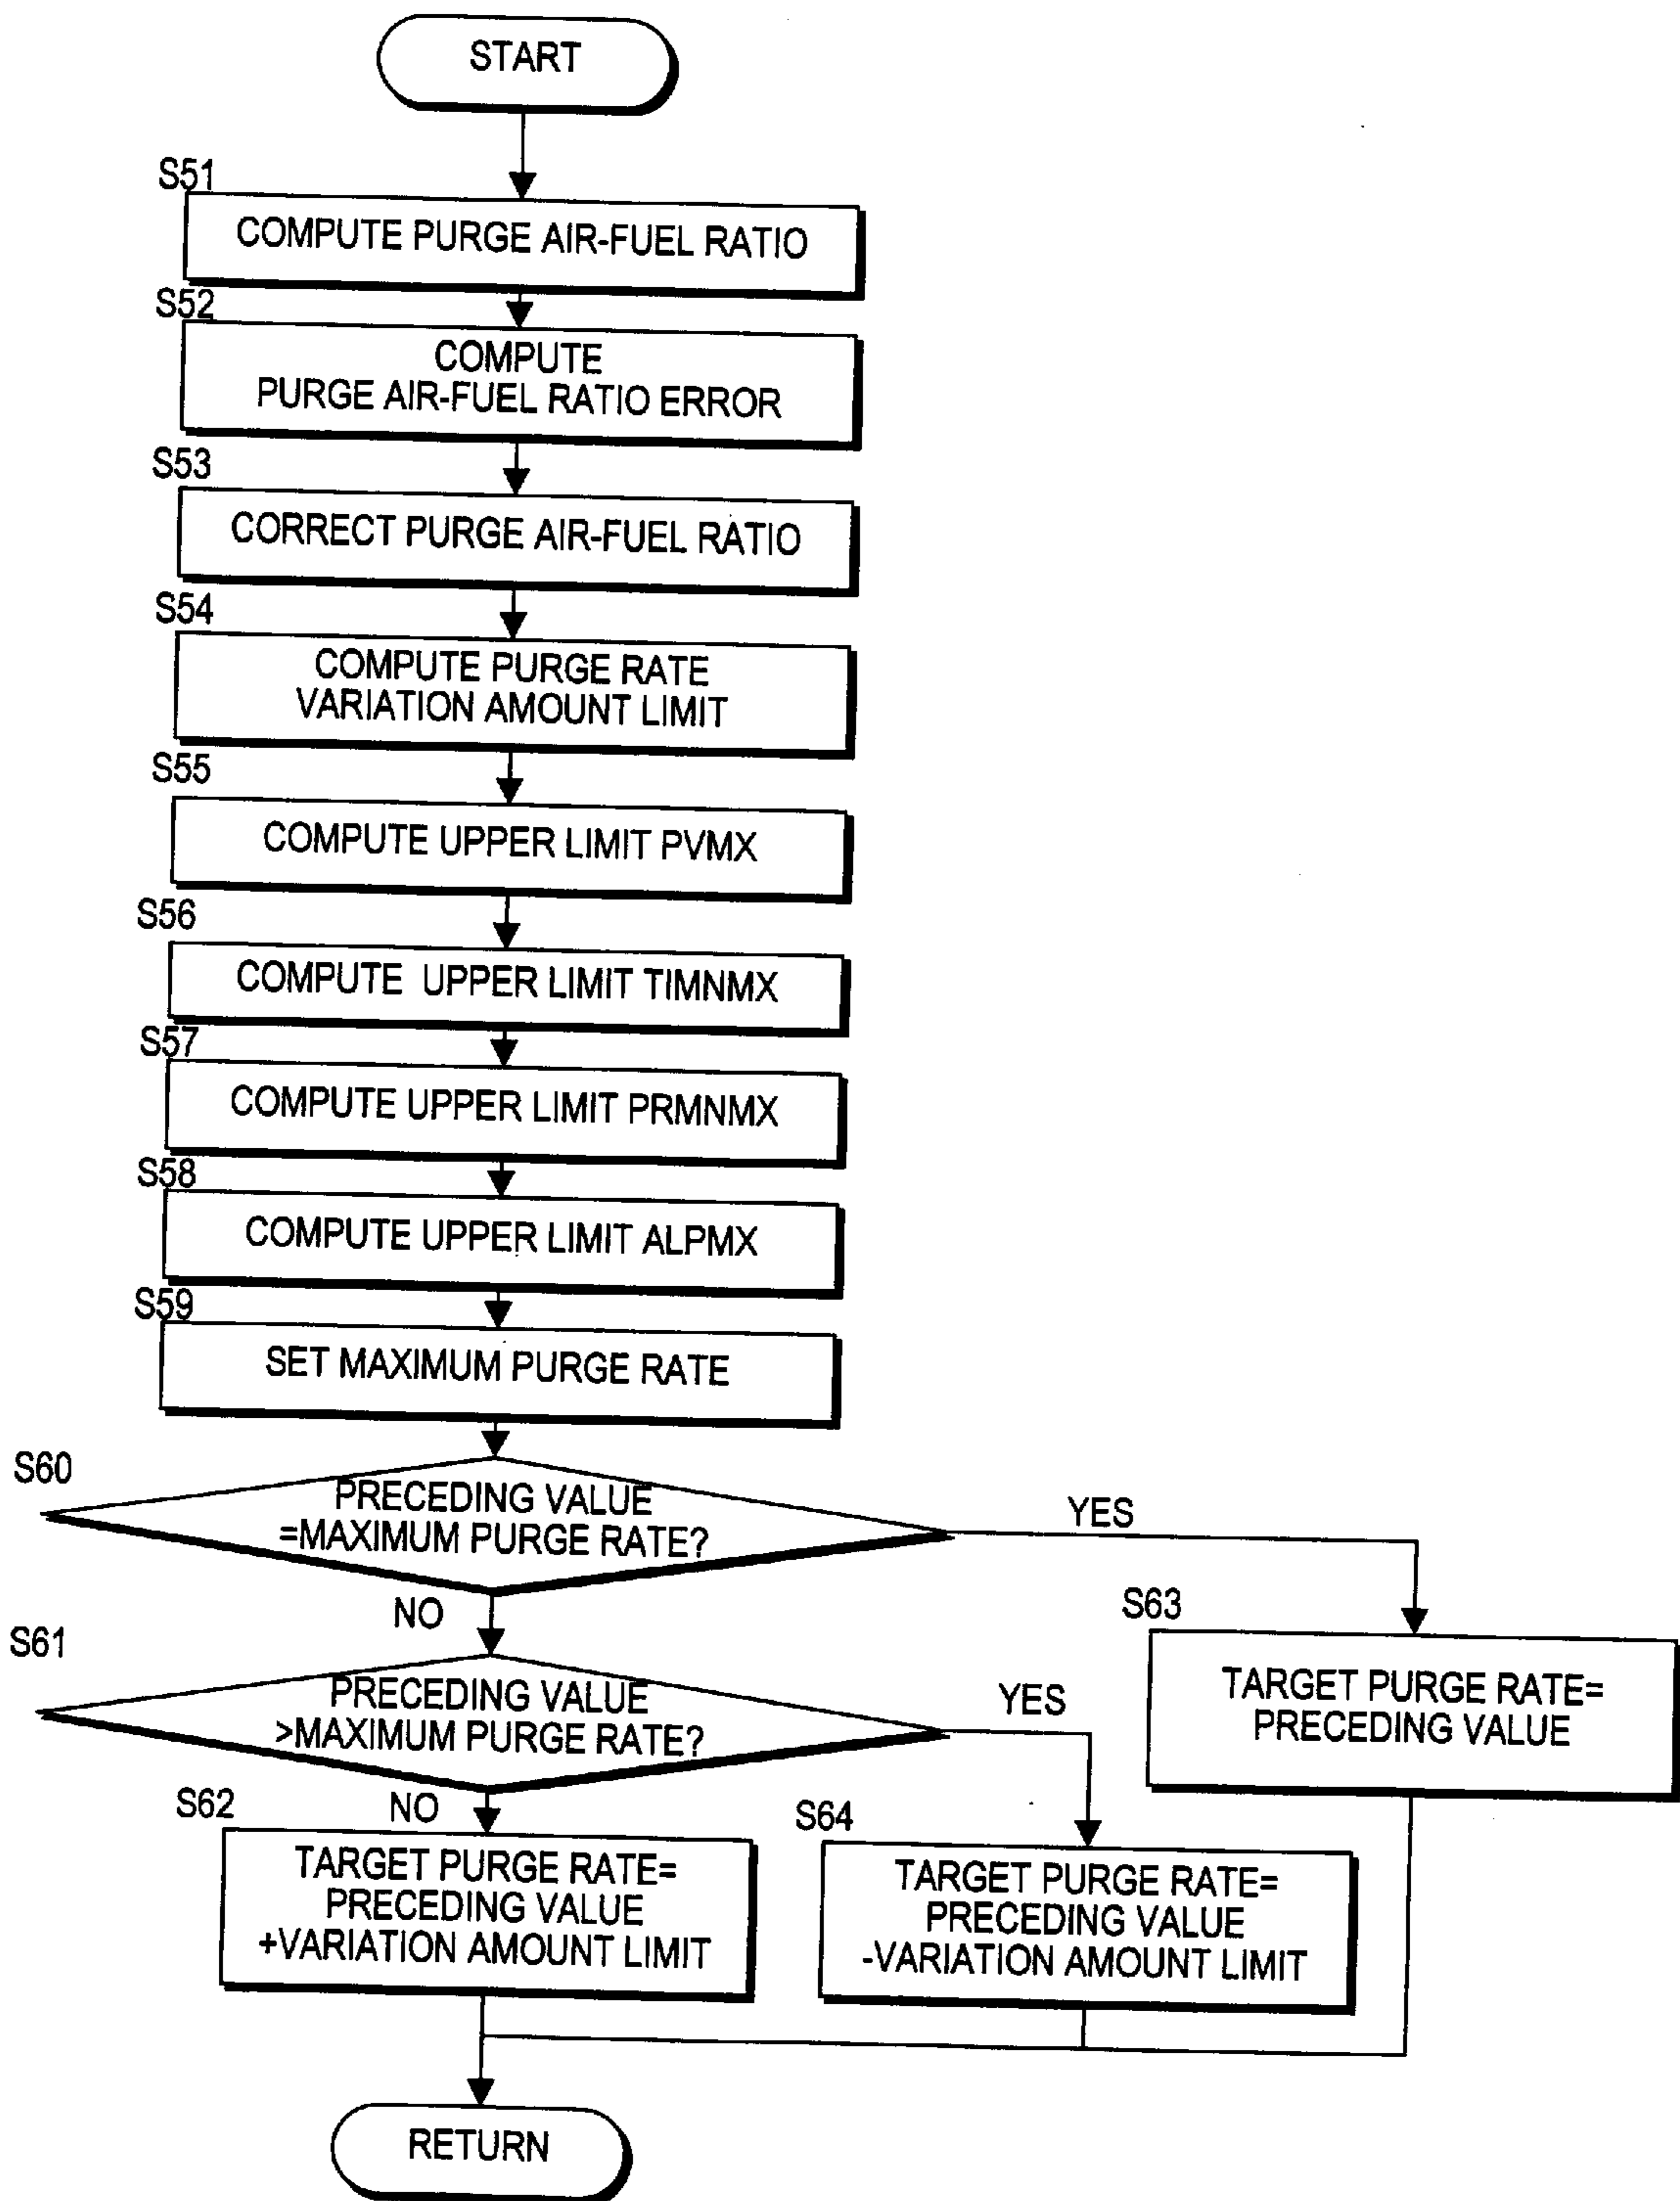 START
S51
COMPUTE PURGE AIR-FUEL RATIO
S52
COMPUTE
PURGE AIR-FUEL RATIO ERROR
S53
CORRECT PURGE AIR-FUEL RATIO
S54
COMPUTE PURGE RATE
VARIATION AMOUNT LIMIT
S55
COMPUTE UPPER LIMIT PVMX
S56
COMPUTE UPPER LIMIT TIMNMX
S57
COMPUTE UPPER LIMIT PRMNMX
S58
COMPUTE UPPER LIMIT ALPMX
S59
SET MAXIMUM PURGE RATE
S60
PRECEDING VALUE
=MAXIMUM PURGE RATE?
YES
NO
S63
TARGET PURGE RATE=
PRECEDING VALUE
S61
PRECEDING VALUE
>MAXIMUM PURGE RATE?
YES
NO
S62
TARGET PURGE RATE=
PRECEDING VALUE
+VARIATION AMOUNT LIMIT
S64
TARGET PURGE RATE=
PRECEDING VALUE
-VARIATION AMOUNT LIMIT
RETURN